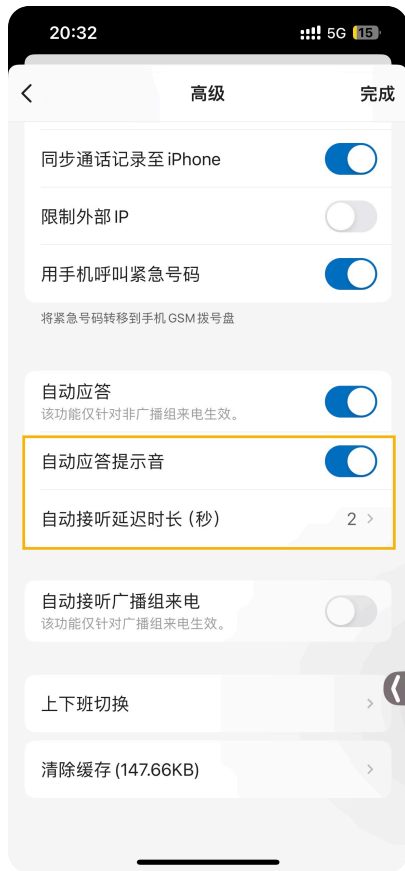 20:32
5G 15
高级
完成
同步通话记录至 iPhone
限制外部 IP
用手机呼叫紧急号码
将紧急号码转移到手机 GSM 拨号盘
自动应答
该功能仅针对非广播组来电生效。
自动应答提示音
自动接听延迟时长（秒）
2
自动接听广播组来电
该功能仅针对广播组来电生效。
上下班切换
清除缓存 (147.66KB)